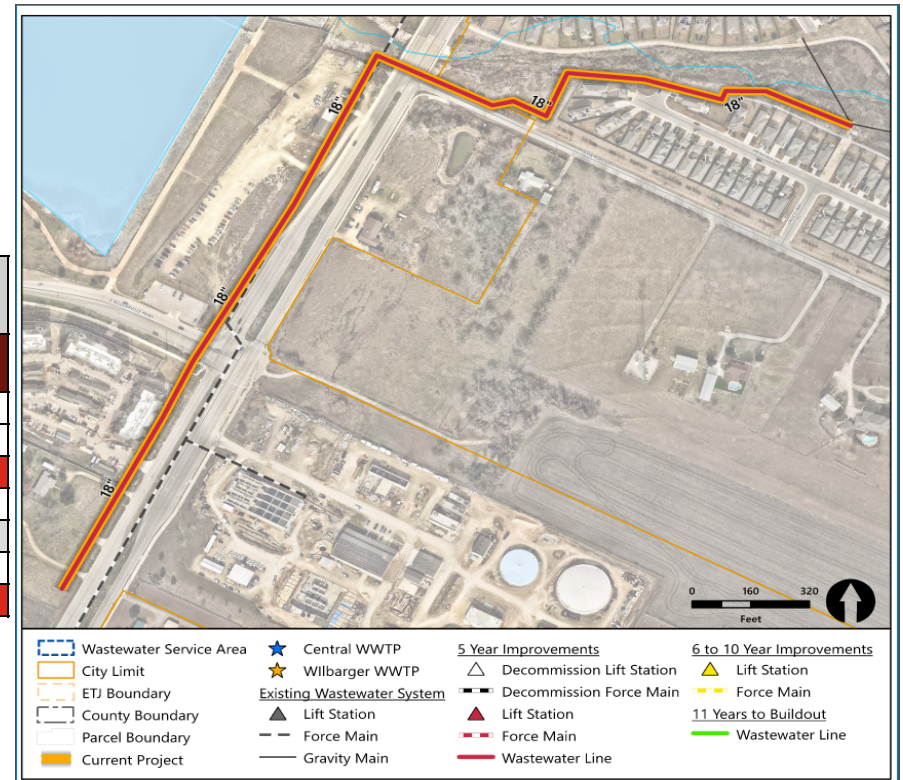 18"
18"
18"
18"
18"
0 160 320
Feet
Wastewater Service Area
City Limit
ETJ Boundary
County Boundary
Parcel Boundary
Current Project
Central WWTP
WIlbarger WWTP
Existing Wastewater System
Lift Station
Force Main
Gravity Main
5 Year Improvements
Decommission Lift Station
Decommission Force Main
Lift Station
Force Main
Wastewater Line
6 to 10 Year Improvements
Lift Station
Force Main
11 Years to Buildout
Wastewater Line